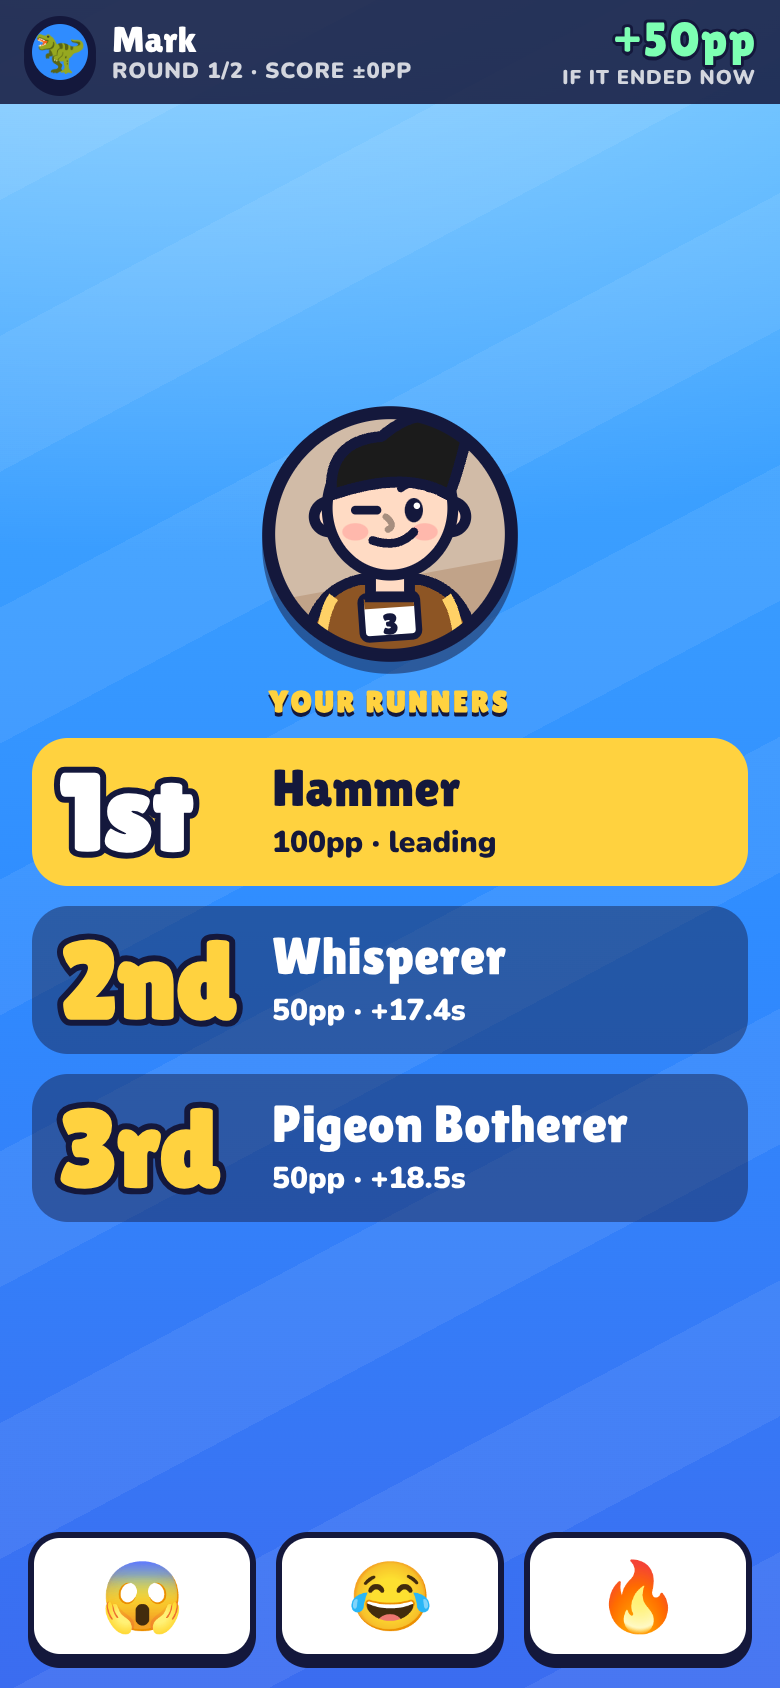 Mark
ROUND 1/2 · SCORE ±0PP
+50pp
IF IT ENDED NOW
3
YOUR RUNNERS
1st
Hammer
100pp · leading
2nd
Whisperer
50pp · +17.4s
3rd
Pigeon Botherer
50pp · +18.5s